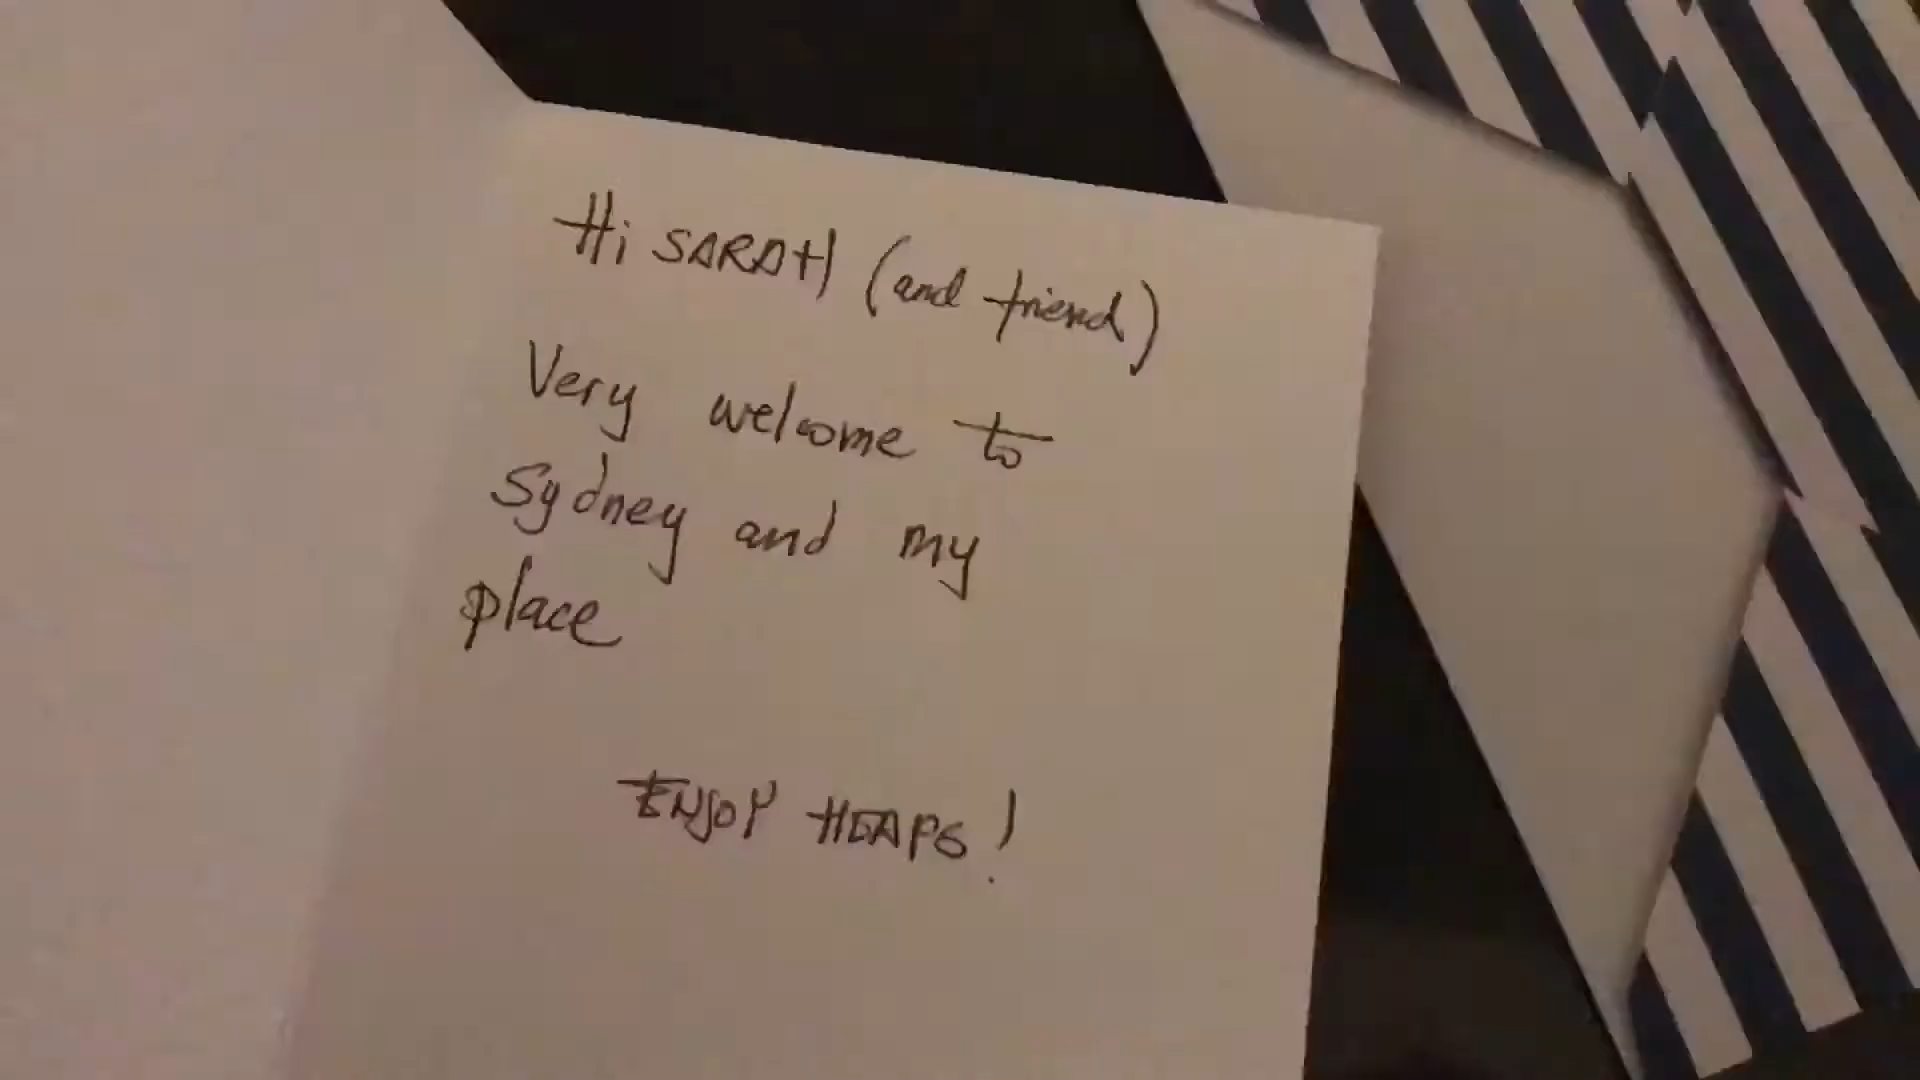 Hi SARAH (and friend)
Very welcome to
Sydney and my
place
ENJOY HEAPS!